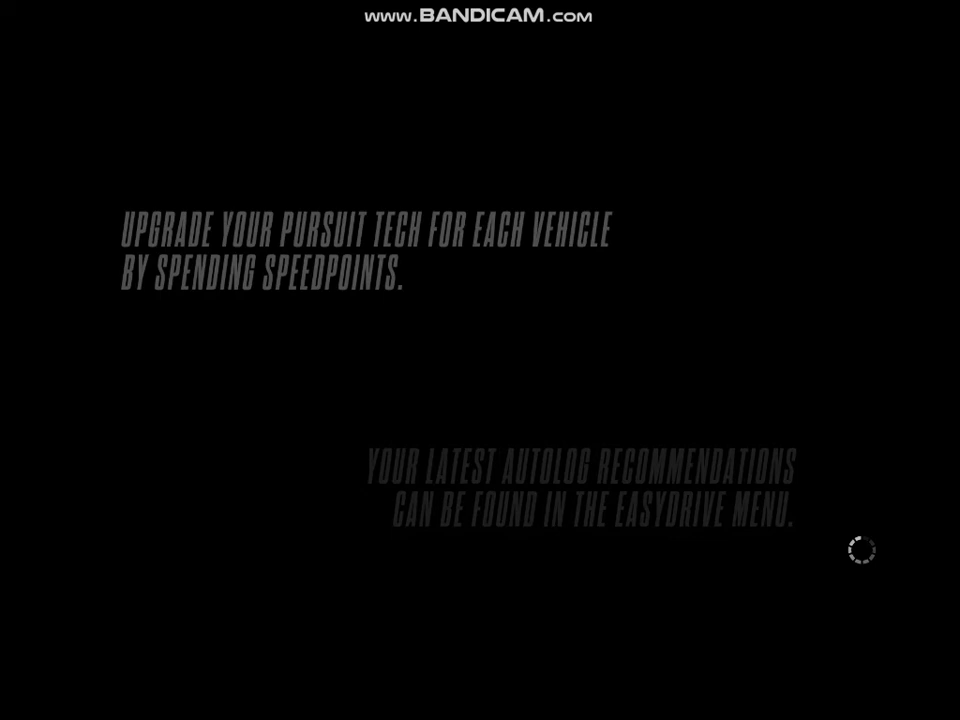 www.BANDICAM.com
UPGRADE YOUR PURSUIT TECH FOR EACH VEHICLE
BY SPENDING SPEEDPOINTS.
YOUR LATEST AUTOLOG RECOMMENDATIONS
CAN BE FOUND IN THE EASYDRIVE MENU.